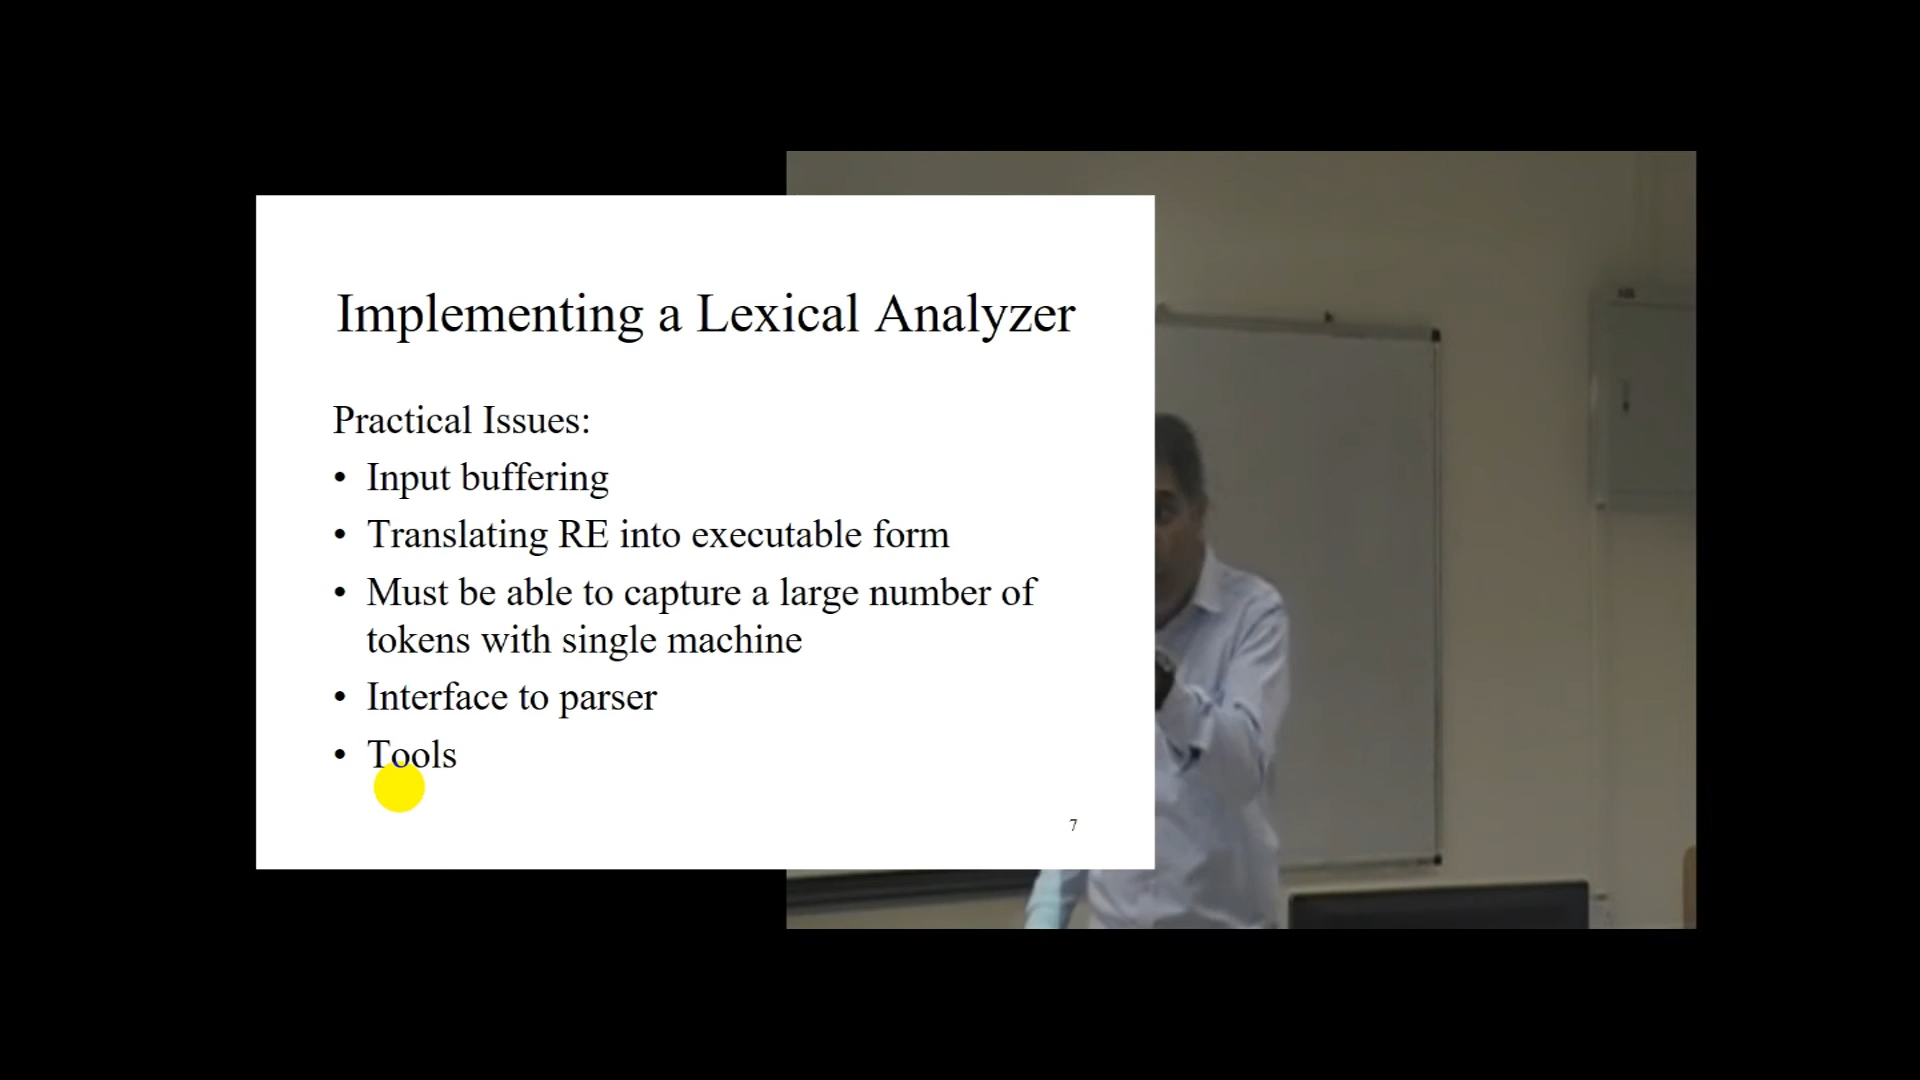 Implementing a Lexical Analyzer
Practical Issues:
• Input buffering
• Translating RE into executable form
• Must be able to capture a large number of
tokens with single machine
• Interface to parser
• Tools
7